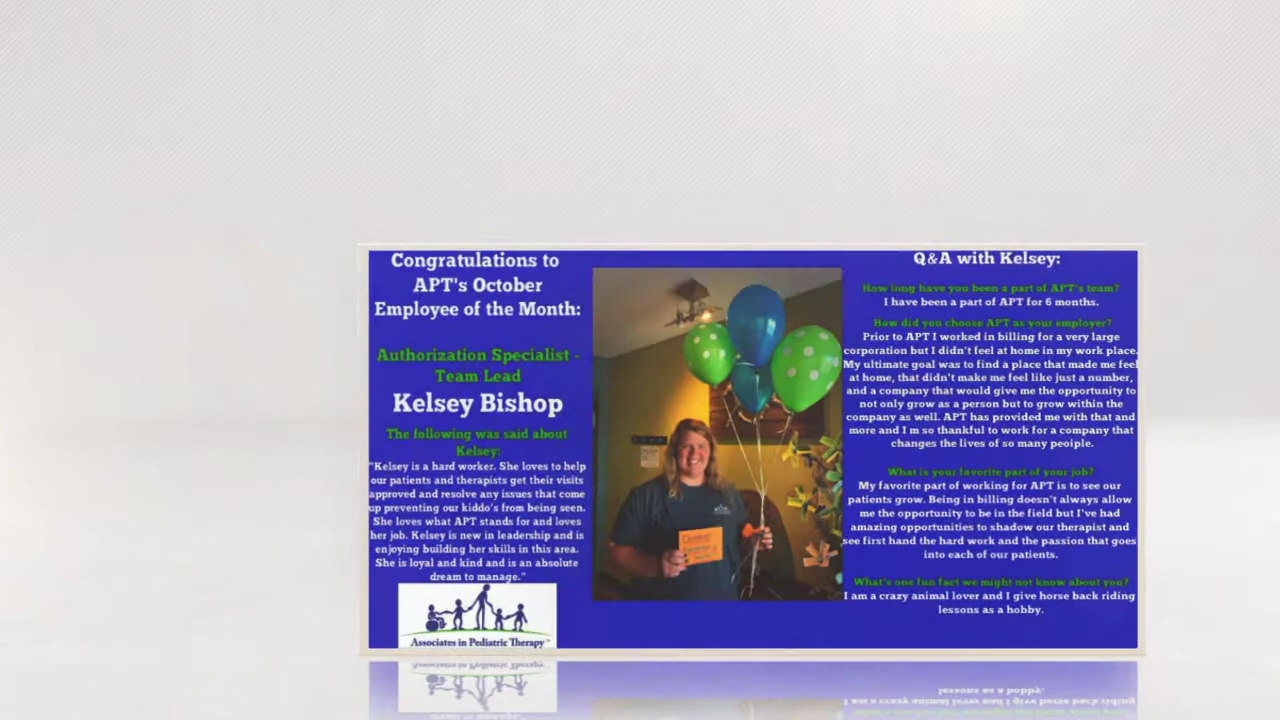 Congratulations to
APT's October
Employee of the Month:
Authorization Specialist -
Team Lead
Kelsey Bishop
The following was said about
Kelsey:
"Kelsey is a hard worker. She loves to help
our patients and therapists get their visits
approved and resolve any issues that come
up preventing our kiddo's from being seen.
She loves what APT stands for and loves
her job. Kelsey is new in leadership and is
enjoying building her skills in this area.
She is loyal and kind and is an absolute
dream to manage."
Associates in Pediatric Therapy
Q&A with Kelsey:
How long have you been a part of APT's team?
I have been a part of APT for 6 months.
How did you choose APT as your employer?
Prior to APT I worked in billing for a very large
corporation but I didn't feel at home in my work place.
My ultimate goal was to find a place that made me feel
at home, that didn't make me feel like just a number,
and a company that would give me the opportunity to
not only grow as a person but to grow within the
company as well. APT has provided me with that and
more and I m so thankful to work for a company that
changes the lives of so many peoiple.
What is your favorite part of your job?
My favorite part of working for APT is to see our
patients grow. Being in billing doesn't always allow
me the opportunity to be in the field but I've had
amazing opportunities to shadow our therapist and
see first hand the hard work and the passion that goes
into each of our patients.
What's one fun fact we might not know about you?
I am a crazy animal lover and I give horse back riding
lessons as a hobby.